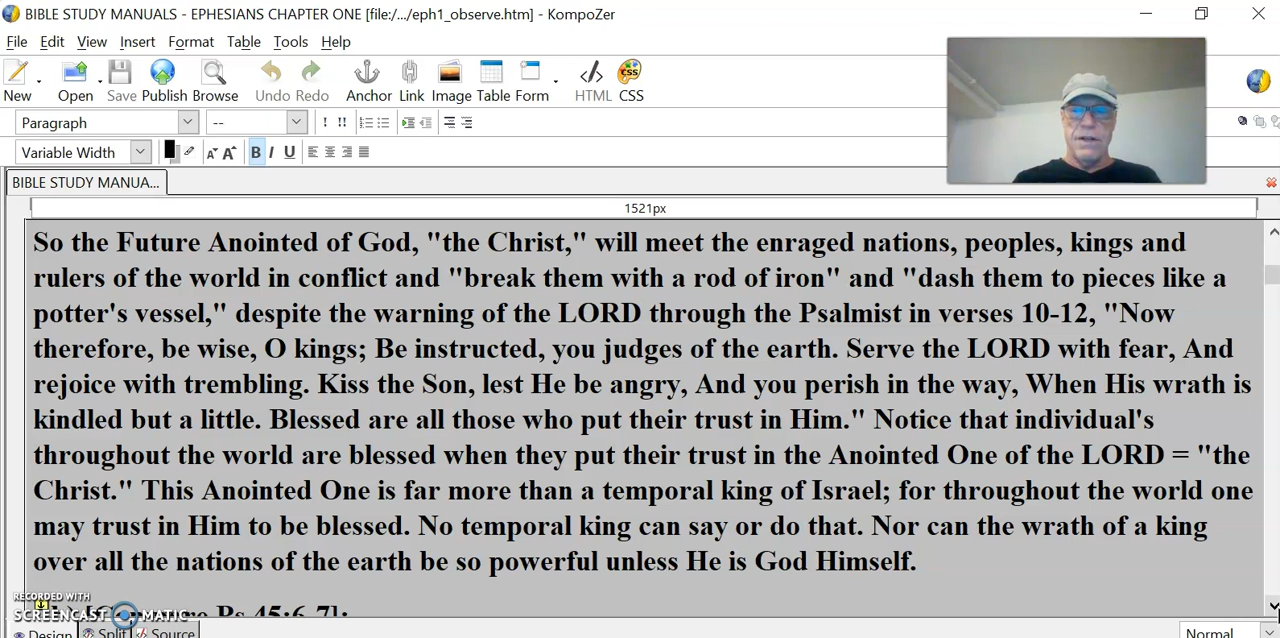 BIBLE STUDY MANUALS - EPHESIANS CHAPTER ONE [file:/.../eph1_observe.htm] - KompoZer
File Edit View Insert Format Table Tools Help
New Open Save Publish Browse Undo Redo Anchor Link Image Table Form HTML CSS
Paragraph -- ! !!
Variable Width A A B I U
BIBLE STUDY MANUA...
1521px
So the Future Anointed of God, "the Christ," will meet the enraged nations, peoples, kings and
rulers of the world in conflict and "break them with a rod of iron" and "dash them to pieces like a
potter's vessel," despite the warning of the LORD through the Psalmist in verses 10-12, "Now
therefore, be wise, O kings; Be instructed, you judges of the earth. Serve the LORD with fear, And
rejoice with trembling. Kiss the Son, lest He be angry, And you perish in the way, When His wrath is
kindled but a little. Blessed are all those who put their trust in Him." Notice that individual's
throughout the world are blessed when they put their trust in the Anointed One of the LORD = "the
Christ." This Anointed One is far more than a temporal king of Israel; for throughout the world one
may trust in Him to be blessed. No temporal king can say or do that. Nor can the wrath of a king
over all the nations of the earth be so powerful unless He is God Himself.
Ps 45:6-7]:
RECORDED WITH
SCREENCAST MATIC
Design Split Source Normal